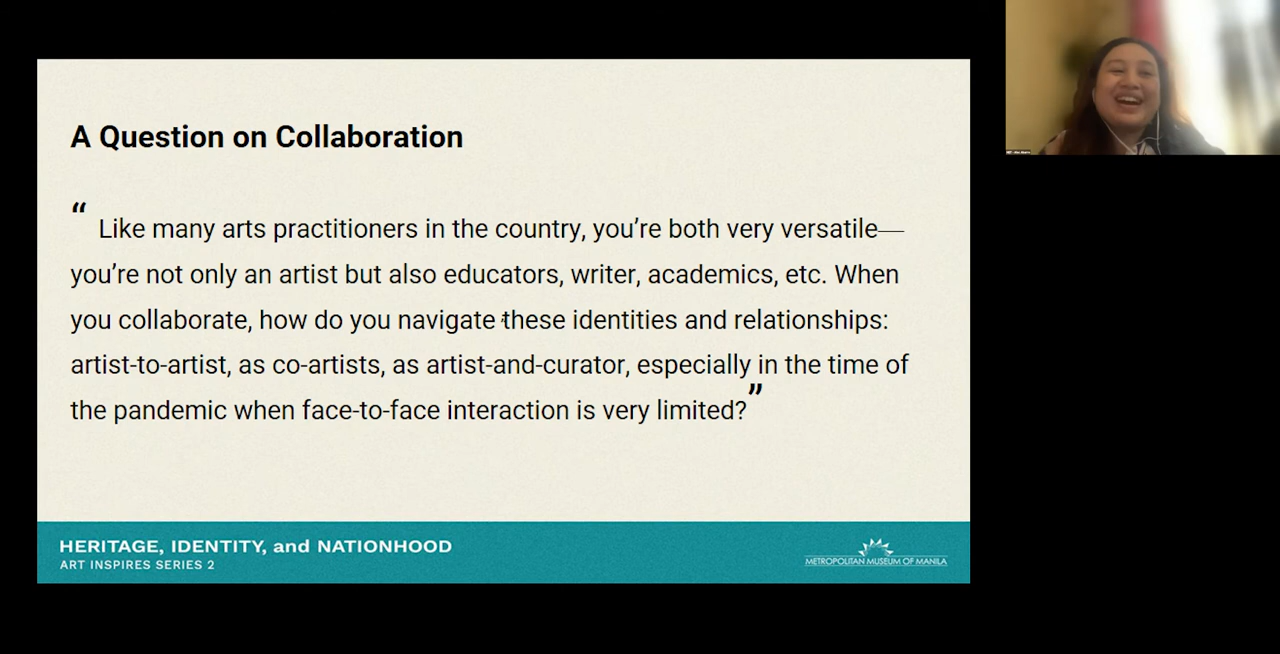 A Question on Collaboration
“ Like many arts practitioners in the country, you’re both very versatile—
you’re not only an artist but also educators, writer, academics, etc. When
you collaborate, how do you navigate these identities and relationships:
artist-to-artist, as co-artists, as artist-and-curator, especially in the time of
the pandemic when face-to-face interaction is very limited?”
HERITAGE, IDENTITY, and NATIONHOOD
ART INSPIRES SERIES 2
METROPOLITAN MUSEUM OF MANILA